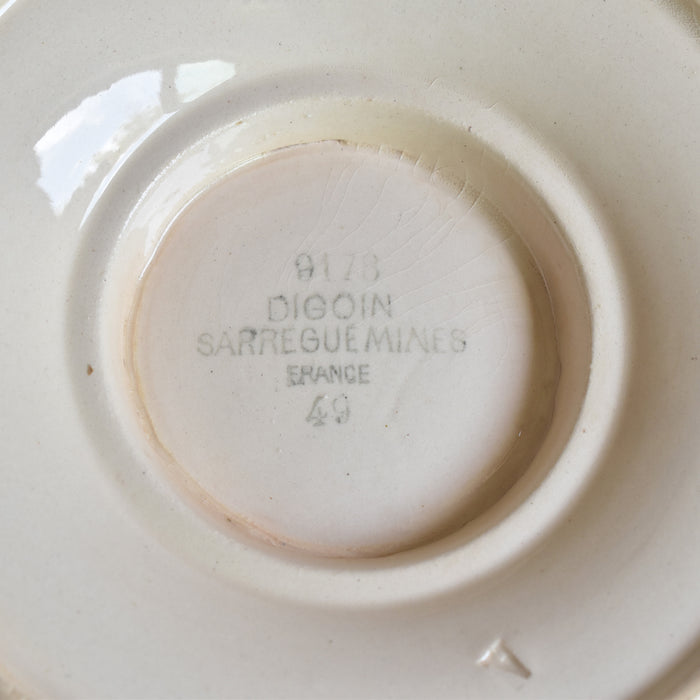 9178
DIGOIN
SARREGUEMINES
FRANCE
49
A